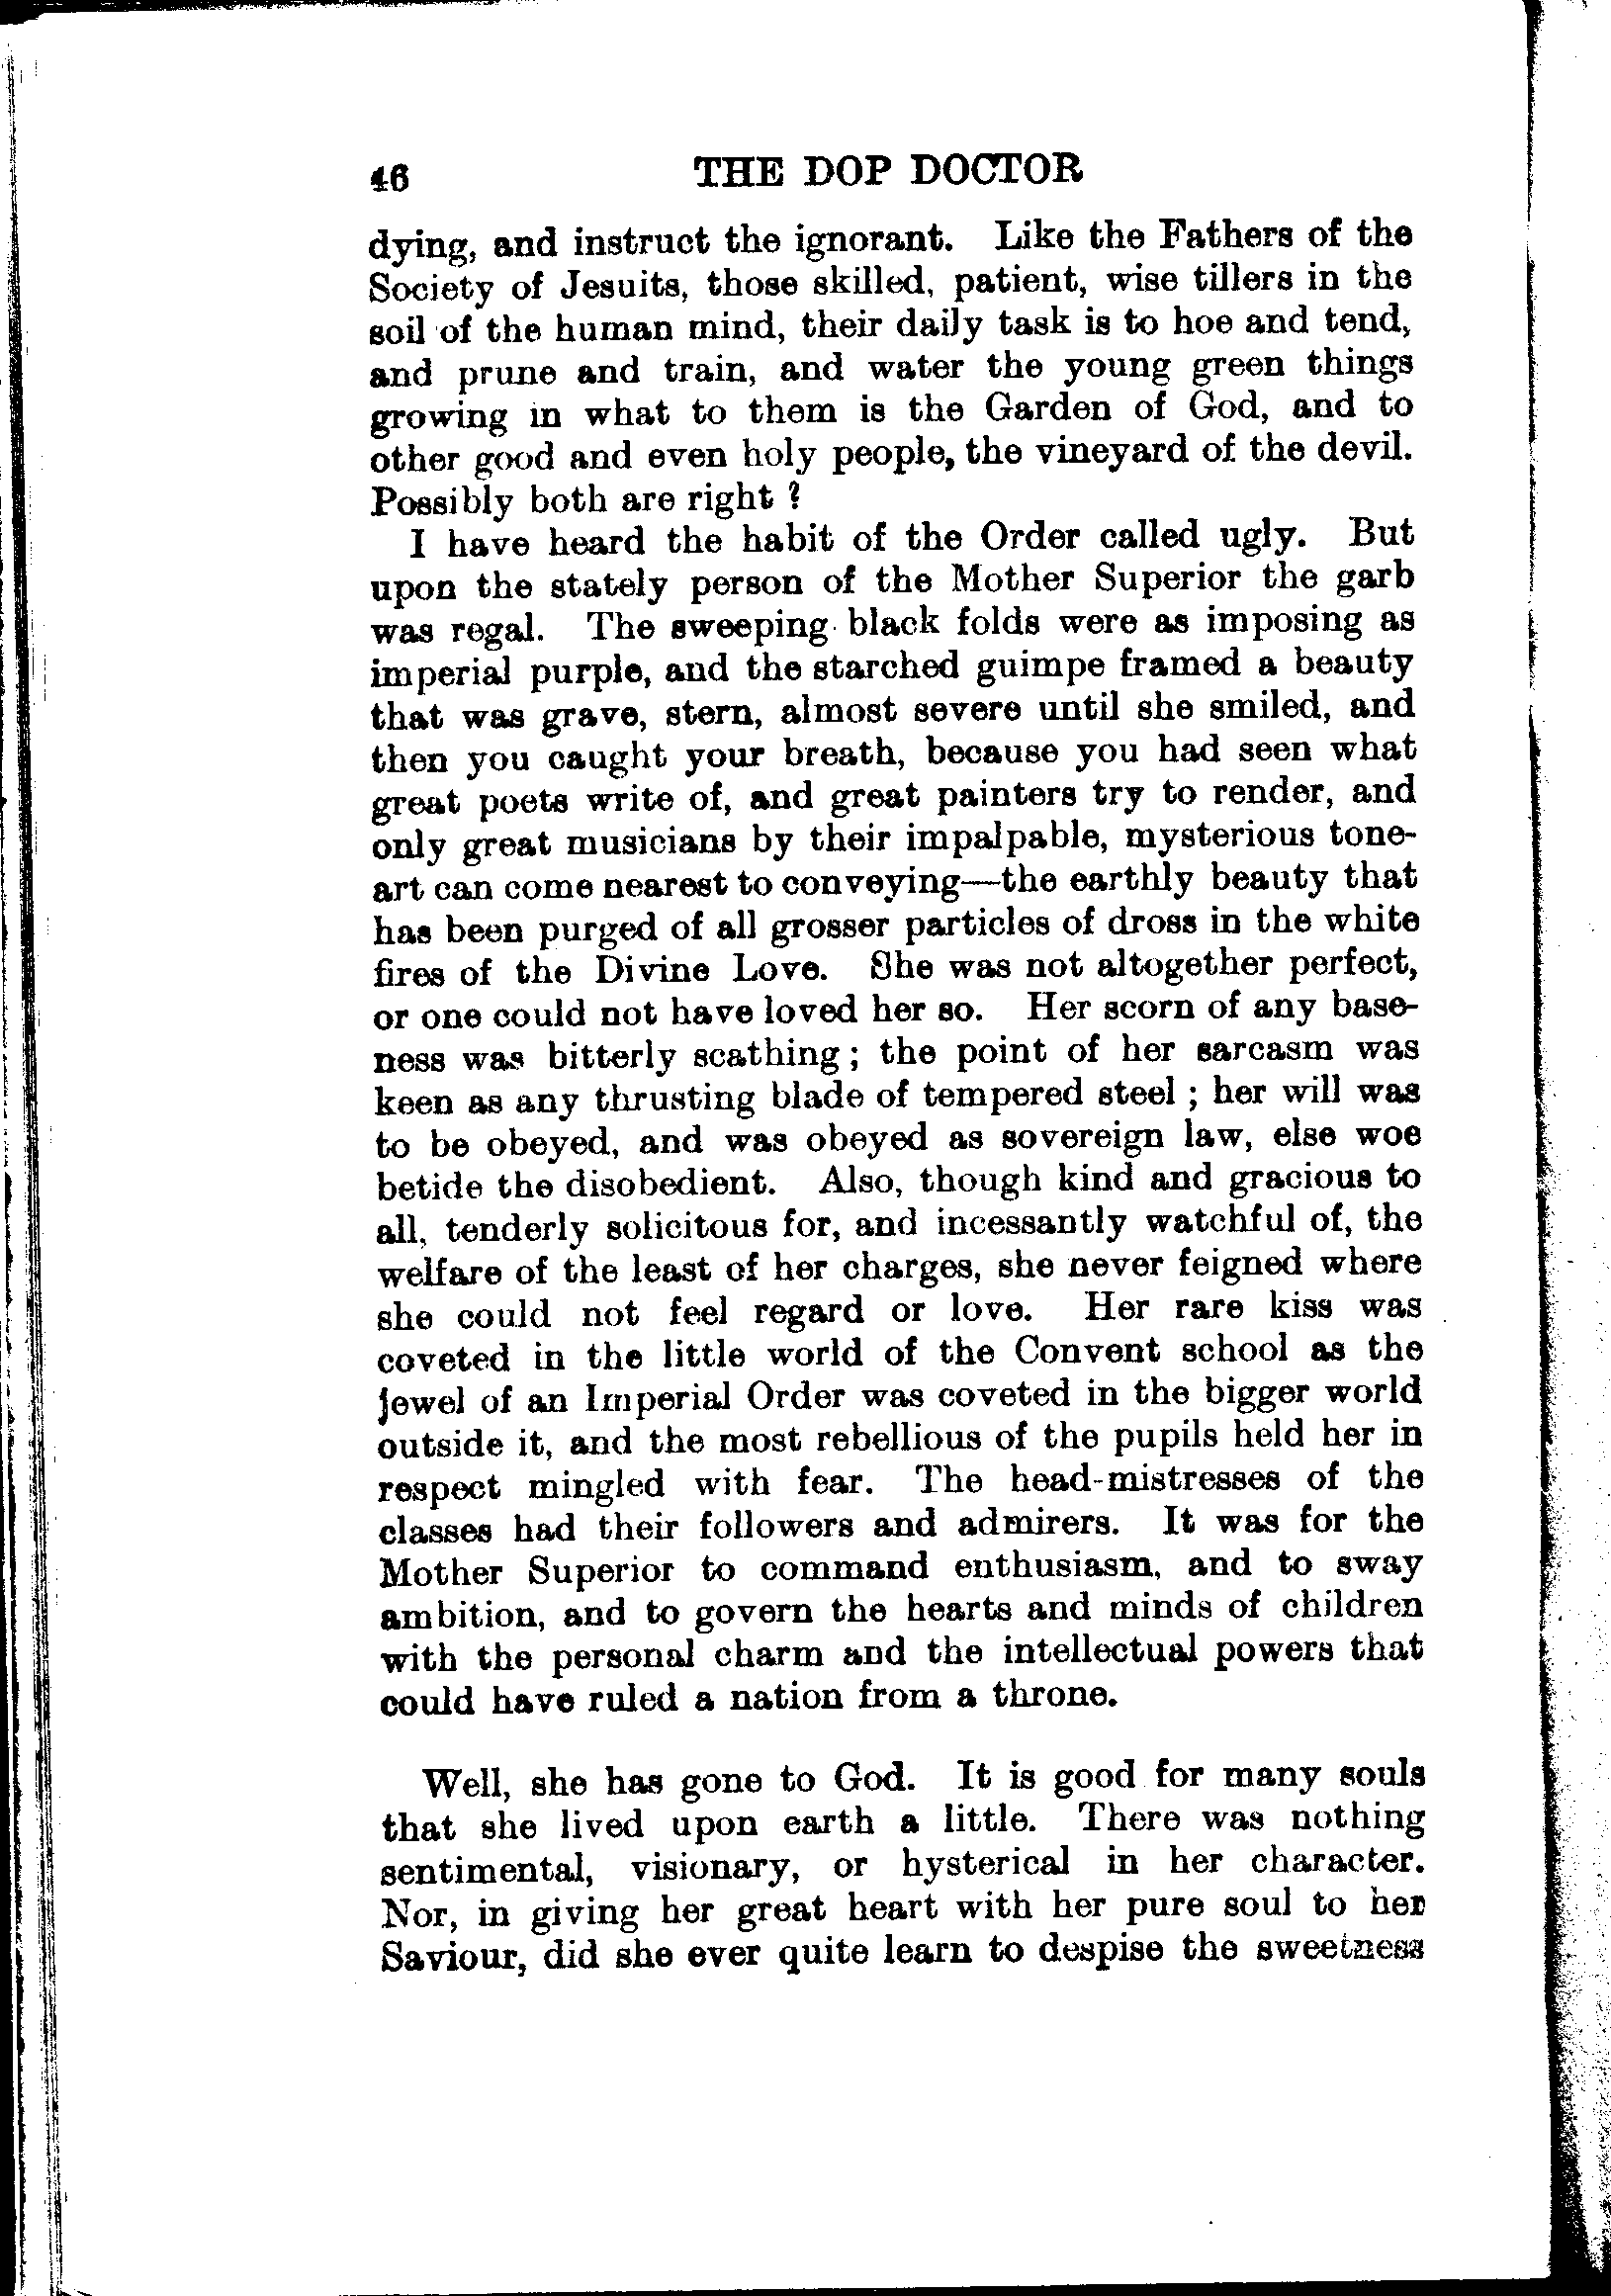 46 THE DOP DOCTOR
dying, and instruct the ignorant. Like the Fathers of the
Society of Jesuits, those skilled, patient, wise tillers in the
soil of the human mind, their daily task is to hoe and tend,
and prune and train, and water the young green things
growing in what to them is the Garden of God, and to
other good and even holy people, the vineyard of the devil.
Possibly both are right ?
I have heard the habit of the Order called ugly. But
upon the stately person of the Mother Superior the garb
was regal. The sweeping black folds were as imposing as
imperial purple, and the starched guimpe framed a beauty
that was grave, stern, almost severe until she smiled, and
then you caught your breath, because you had seen what
great poets write of, and great painters try to render, and
only great musicians by their impalpable, mysterious tone-
art can come nearest to conveying—the earthly beauty that
has been purged of all grosser particles of dross in the white
fires of the Divine Love. She was not altogether perfect,
or one could not have loved her so. Her scorn of any base-
ness was bitterly scathing; the point of her sarcasm was
keen as any thrusting blade of tempered steel ; her will was
to be obeyed, and was obeyed as sovereign law, else woe
betide the disobedient. Also, though kind and gracious to
all, tenderly solicitous for, and incessantly watchful of, the
welfare of the least of her charges, she never feigned where
she could not feel regard or love. Her rare kiss was
coveted in the little world of the Convent school as the
jewel of an Imperial Order was coveted in the bigger world
outside it, and the most rebellious of the pupils held her in
respect mingled with fear. The head-mistresses of the
classes had their followers and admirers. It was for the
Mother Superior to command enthusiasm, and to sway
ambition, and to govern the hearts and minds of children
with the personal charm and the intellectual powers that
could have ruled a nation from a throne.
Well, she has gone to God. It is good for many souls
that she lived upon earth a little. There was nothing
sentimental, visionary, or hysterical in her character.
Nor, in giving her great heart with her pure soul to her
Saviour, did she ever quite learn to despise the sweetness